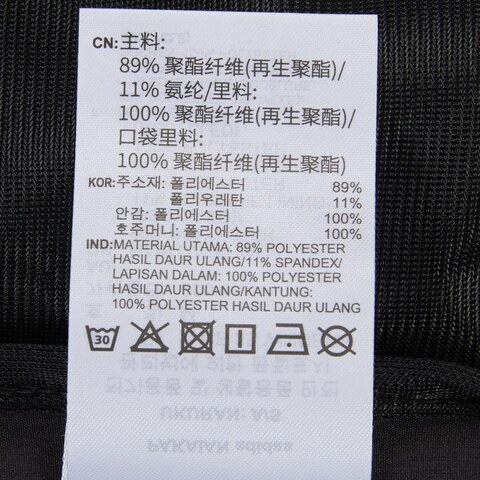 CN:主料:
89% 聚酯纤维(再生聚酯)/
11% 氨纶/里料:
100% 聚酯纤维(再生聚酯)/
口袋里料:
100% 聚酯纤维(再生聚酯)
KOR:주소재: 폴리에스터 89%
폴리우레탄 11%
안감: 폴리에스터 100%
호주머니: 폴리에스터 100%
IND:MATERIAL UTAMA: 89% POLYESTER
HASIL DAUR ULANG/11% SPANDEX/
LAPISAN DALAM: 100% POLYESTER
HASIL DAUR ULANG/KANTUNG:
100% POLYESTER HASIL DAUR ULANG
30
UKURAN: A/S
PAKAIAN adidas